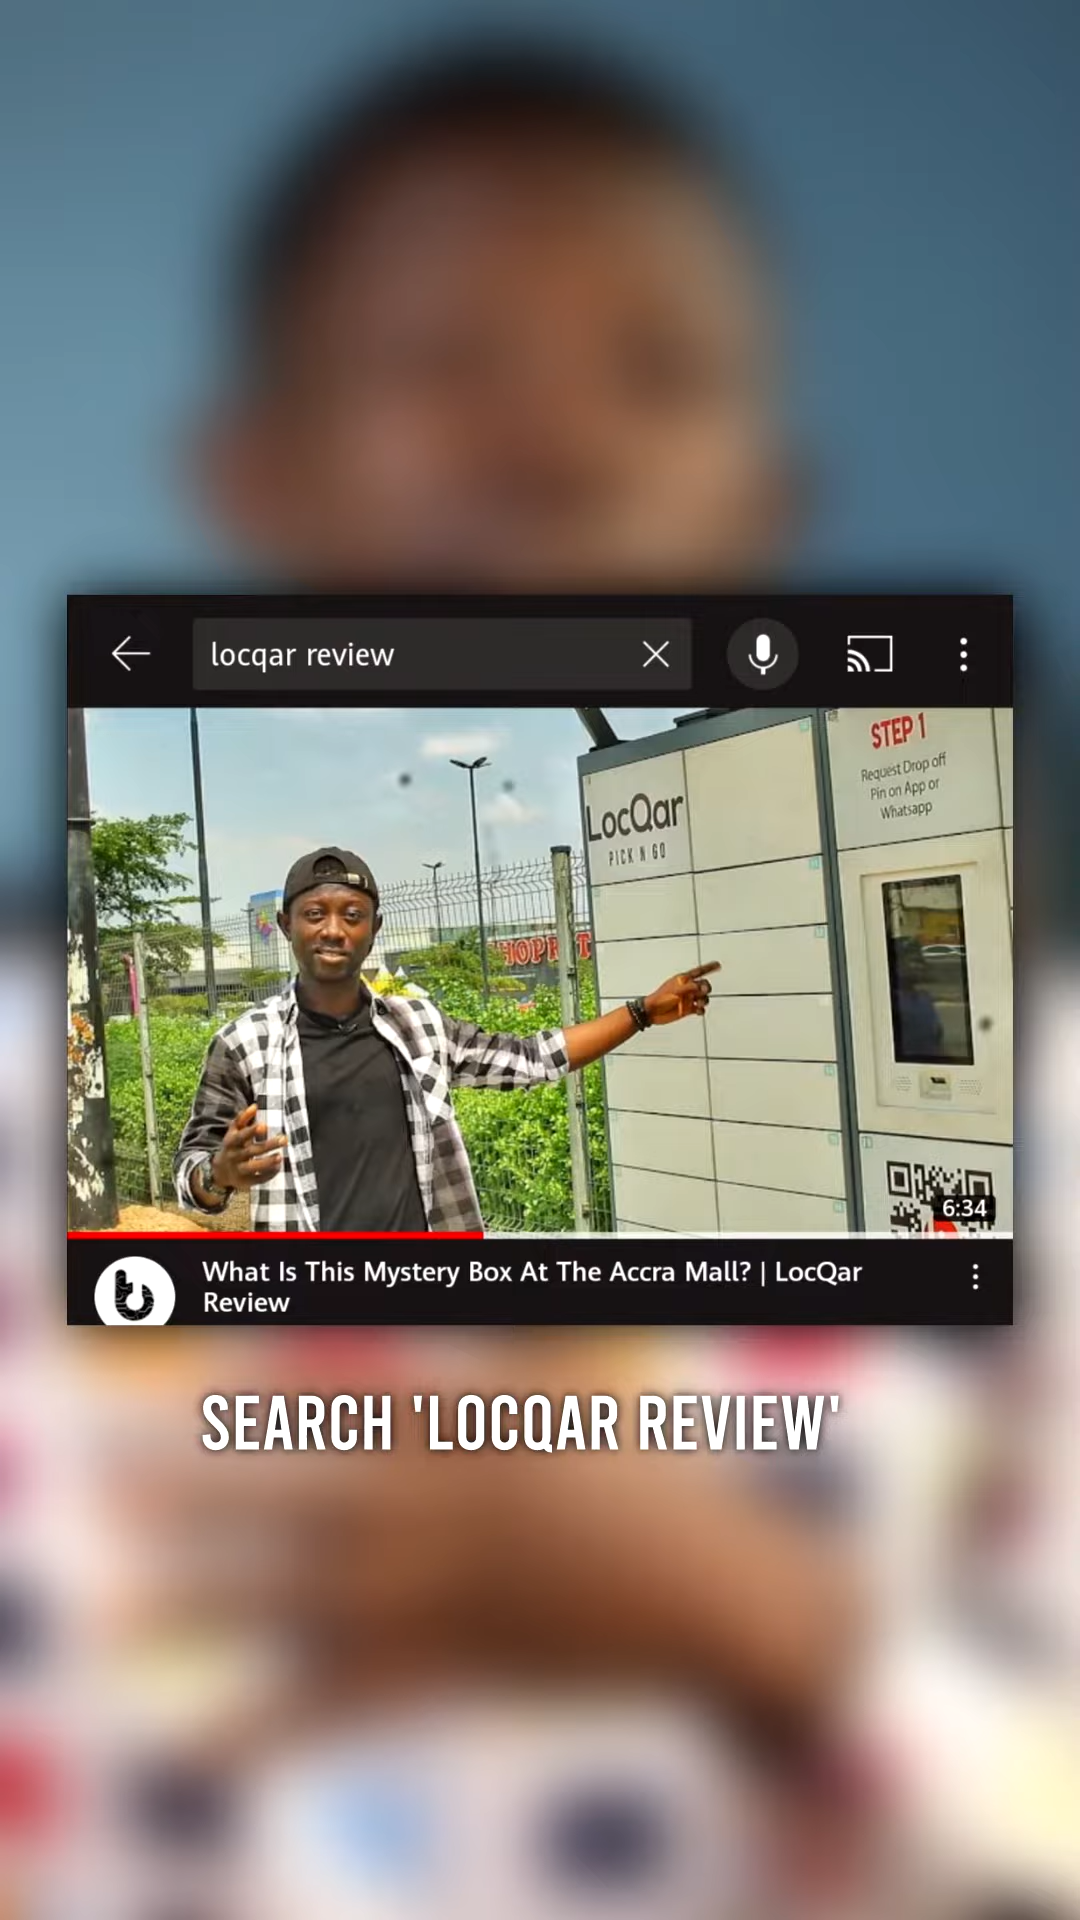 locqar review
STEP 1
Request Drop off
Pin on App or
Whatsapp
LocQar
PICK N GO
6:34
What Is This Mystery Box At The Accra Mall? | LocQar
Review
SEARCH 'LOCQAR REVIEW'